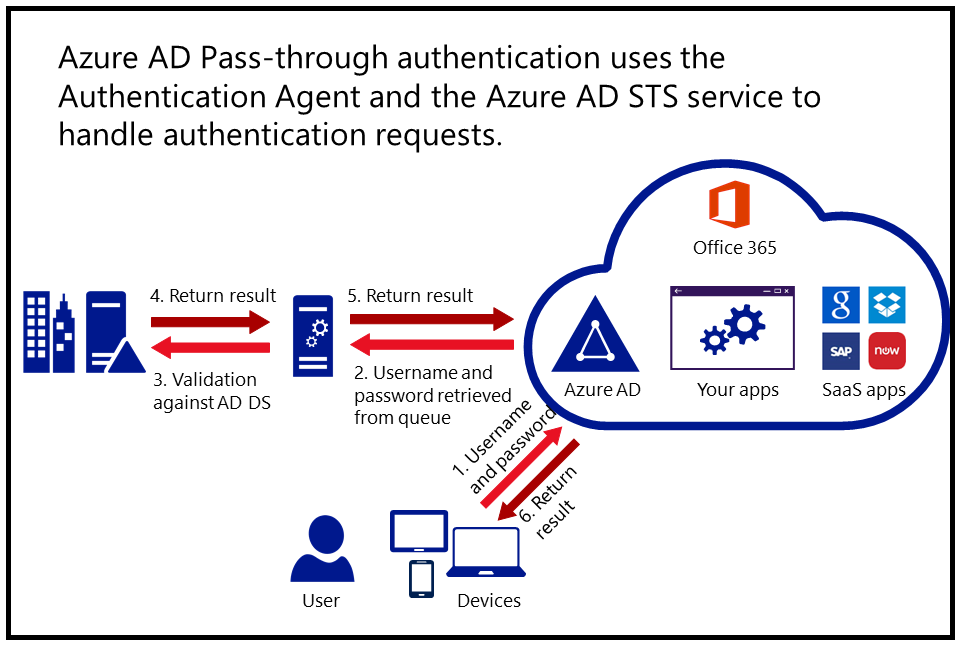 Azure AD Pass-through authentication uses the
Authentication Agent and the Azure AD STS service to
handle authentication requests.
Office 365
4. Return result
5. Return result
g
SAP
now
3. Validation
against AD DS
2. Username and
password retrieved
from queue
Azure AD
Your apps
SaaS apps
1. Username
and password
6. Return
result
User
Devices